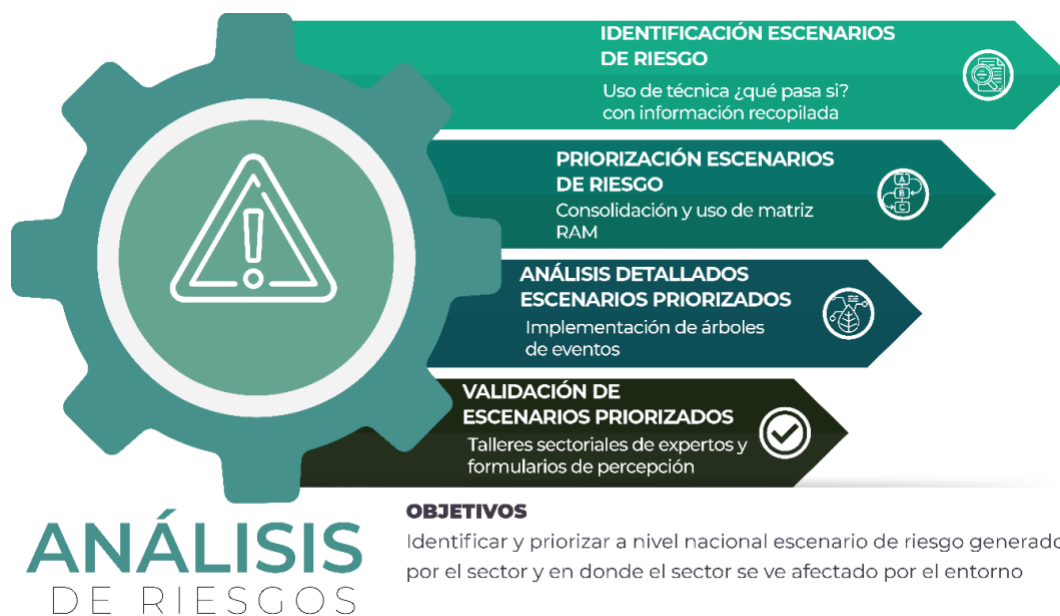 IDENTIFICACIÓN ESCENARIOS
DE RIESGO
Uso de técnica ¿qué pasa si?
con información recopilada
PRIORIZACIÓN ESCENARIOS
DE RIESGO
Consolidación y uso de matriz
RAM
A
B
C
ANÁLISIS DETALLADOS
ESCENARIOS PRIORIZADOS
Implementación de árboles
de eventos
VALIDACIÓN DE
ESCENARIOS PRIORIZADOS
Talleres sectoriales de expertos y
formularios de percepción
ANÁLISIS
DE RIESGOS
OBJETIVOS
Identificar y priorizar a nivel nacional escenario de riesgo generado
por el sector y en donde el sector se ve afectado por el entorno